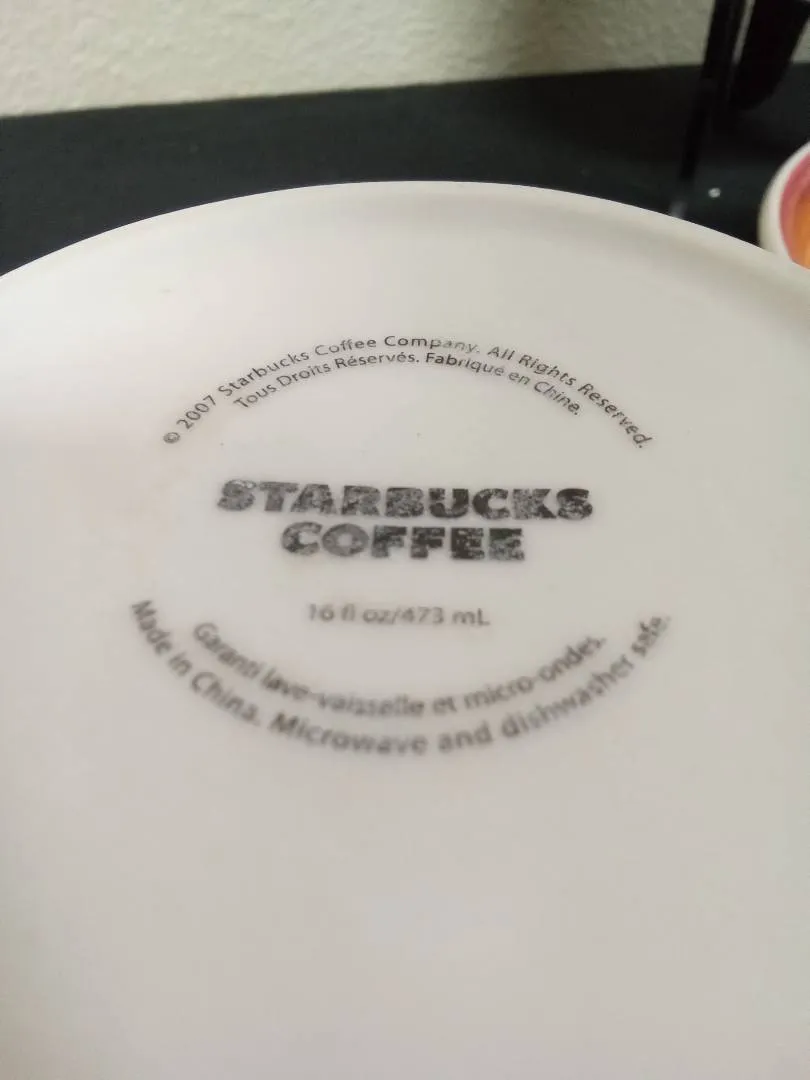 © 2007 Starbucks Coffee Company. All Rights Reserved.
Tous Droits Réservés. Fabriqué en Chine.
STARBUCKS
COFFEE
16 fl oz/473 mL
Garanti lave-vaisselle et micro-ondes.
Made in China. Microwave and dishwasher safe.